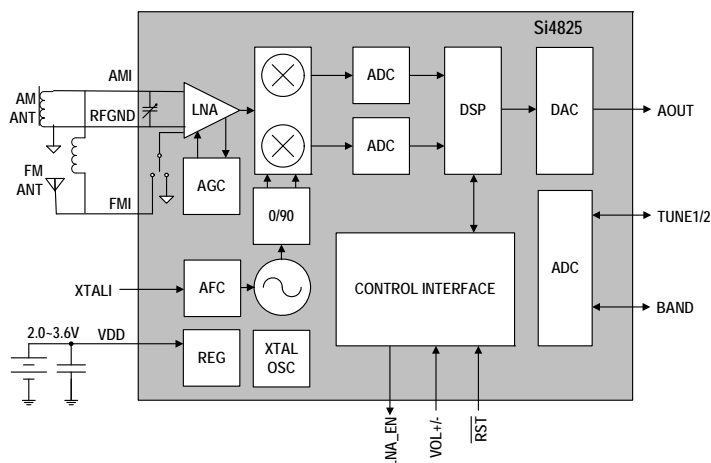 Si4825
AMI
AM
ANT
RFGND
LNA
ADC
DSP
DAC
AOUT
ADC
FM
ANT
FMI
AGC
0/90
TUNE1/2
ADC
CONTROL INTERFACE
XTALI
AFC
BAND
2.0~3.6V
VDD
REG
XTAL
OSC
LNA_EN
VOL+/-
RST